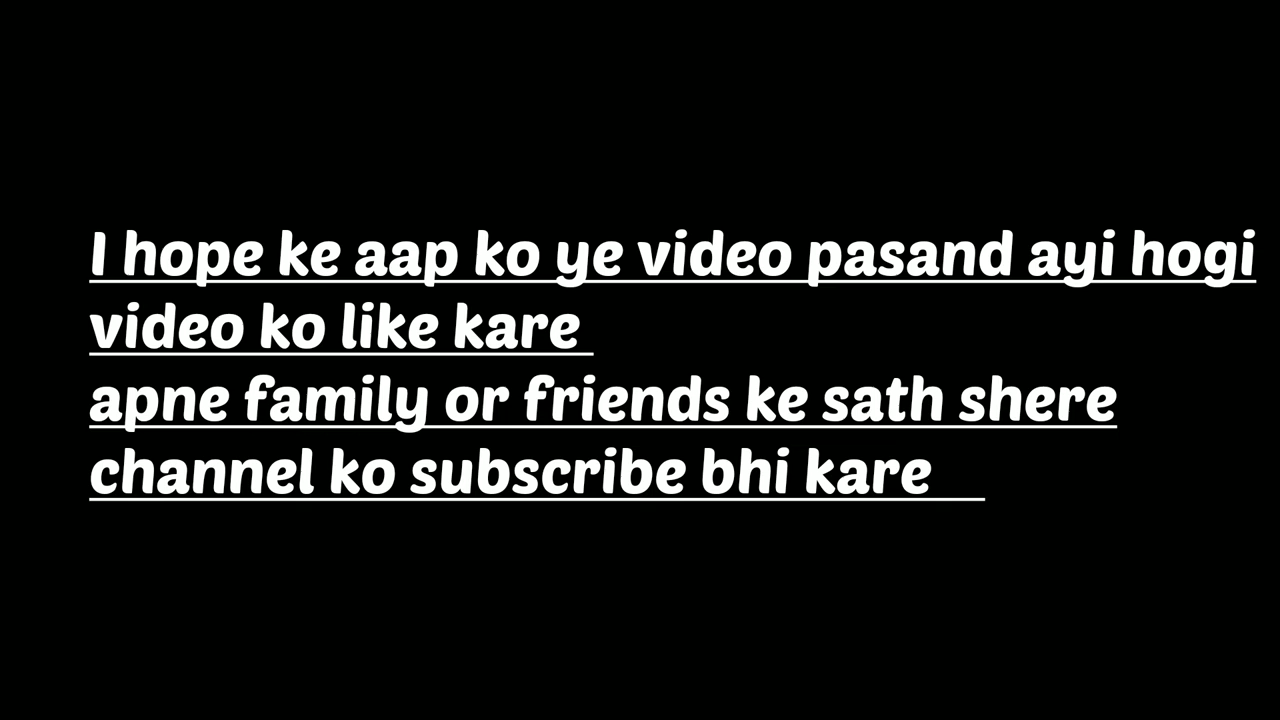 I hope ke aap ko ye video pasand ayi hogi
video ko like kare
apne family or friends ke sath shere
channel ko subscribe bhi kare